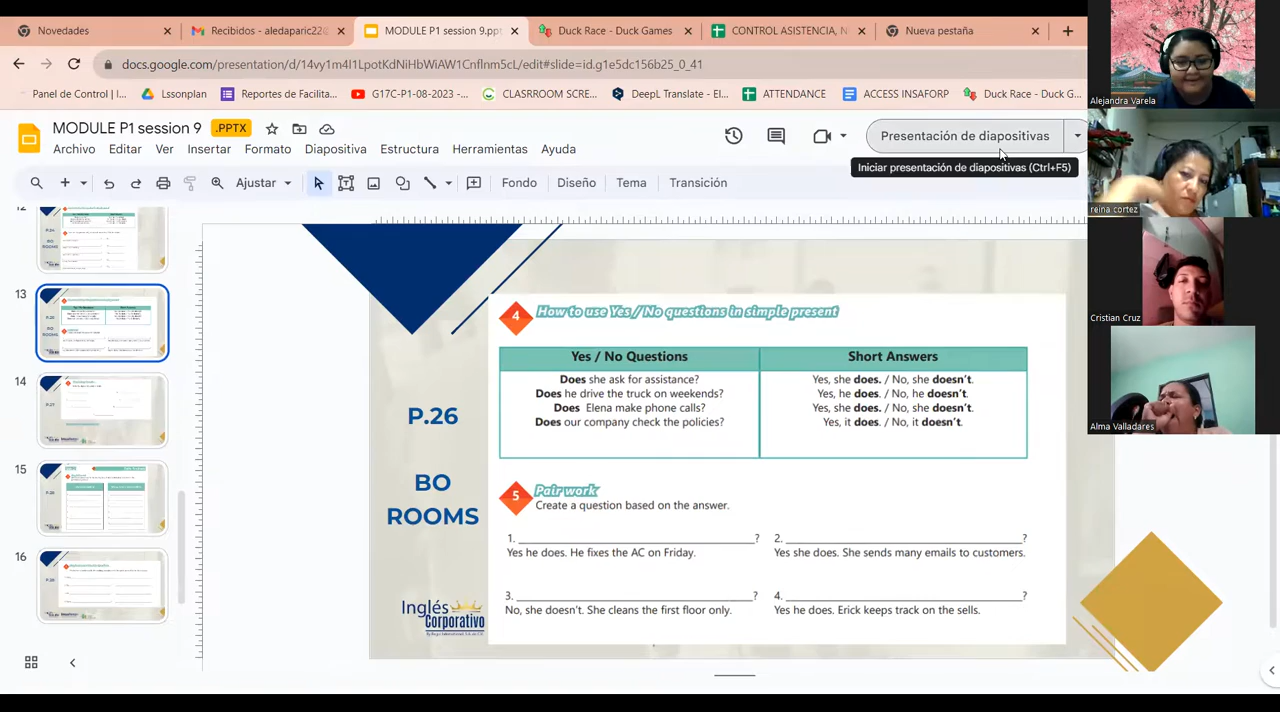 Novedades
Recibidos - aledaparic22@
MODULE P1 session 9.ppt
Duck Race - Duck Games
CONTROL ASISTENCIA, N
Nueva pestaña
docs.google.com/presentation/d/14vy1m4I1LpotKdNiHbWiAW1Cnflnm5cL/edit#slide=id.g1e5dc156b25_0_41
Panel de Control | I...
Lssonplan
Reportes de Facilita...
G17C-P10-25-P-...
CLASSROOM SCRE...
DeepL Translate - El...
ATTENDANCE
ACCESS INSAFORP
Duck Race - Duck G...
MODULE P1 session 9
.PPTX
Archivo
Editar
Ver
Insertar
Formato
Diapositiva
Organizar
Herramientas
Ayuda
Presentación de diapositivas
Iniciar presentación de diapositivas (Ctrl+F5)
Ajustar
Fondo
Diseño
Tema
Transición
12
13
14
15
16
P.26
BO
ROOMS
4
How to use Yes / No questions in simple present
Yes / No Questions
Short Answers
Does she ask for assistance?
Yes, she does. / No, she doesn't.
Does he drive the truck on weekends?
Yes, he does. / No, he doesn't.
Does Elena make phone calls?
Yes, she does. / No, she doesn't.
Does our company check the policies?
Yes, it does. / No, it doesn't.
5
Pair work
Create a question based on the answer.
1. ______________________________?
2. ______________________________?
Yes he does. He fixes the AC on Friday.
Yes she does. She sends many emails to customers.
3. ______________________________?
4. ______________________________?
No, she doesn't. She cleans the first floor only.
Yes he does. Erick keeps track on the sells.
Inglés
Corporativo
Alejandra Varela
reina cortez
Cristian Cruz
Alma Valladares